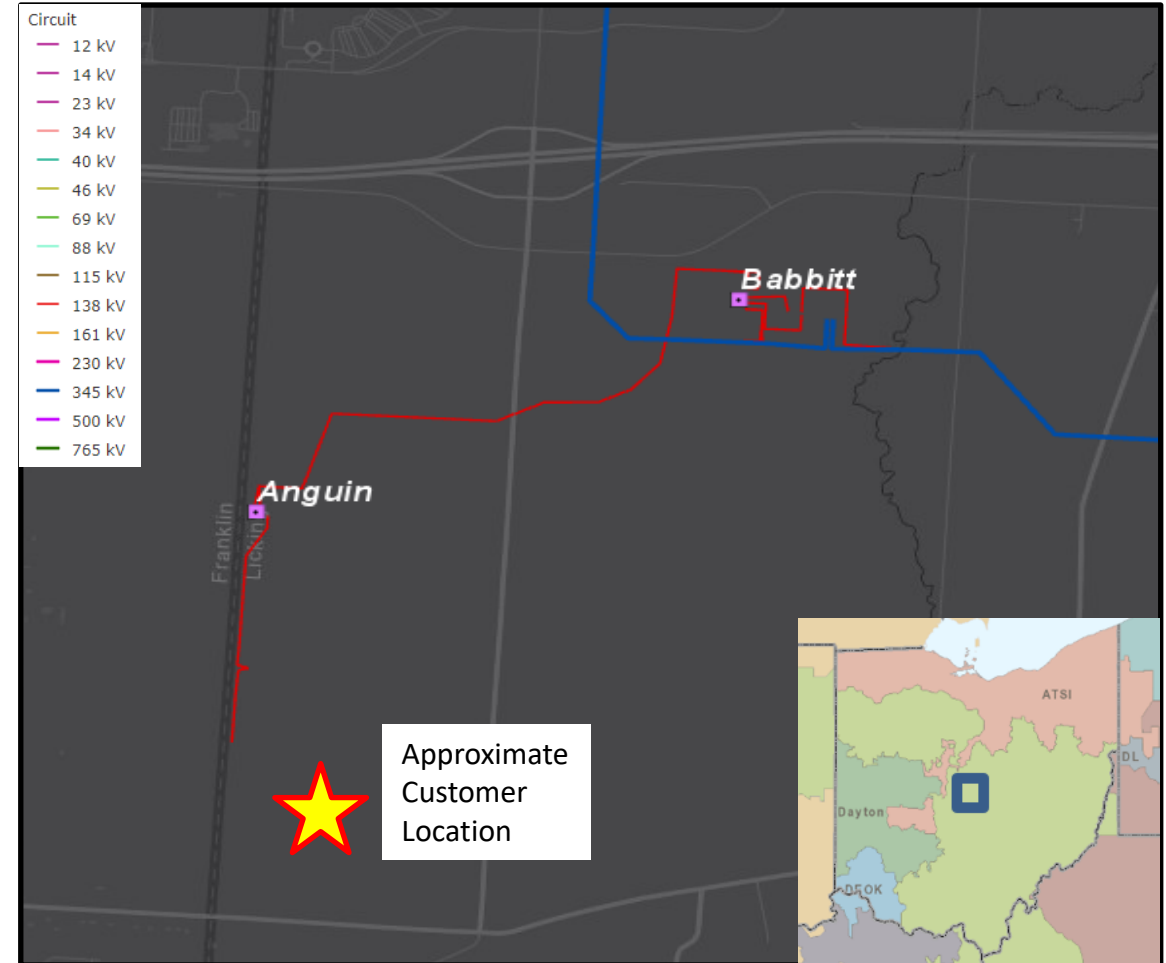 Circuit
12 kV
14 kV
23 kV
34 kV
40 kV
46 kV
69 kV
88 kV
115 kV
138 kV
161 kV
230 kV
345 kV
500 kV
765 kV
Babbitt
Anguin
Franklin
Approximate
Customer
Location
ATSI
DL
Dayton
DEOK